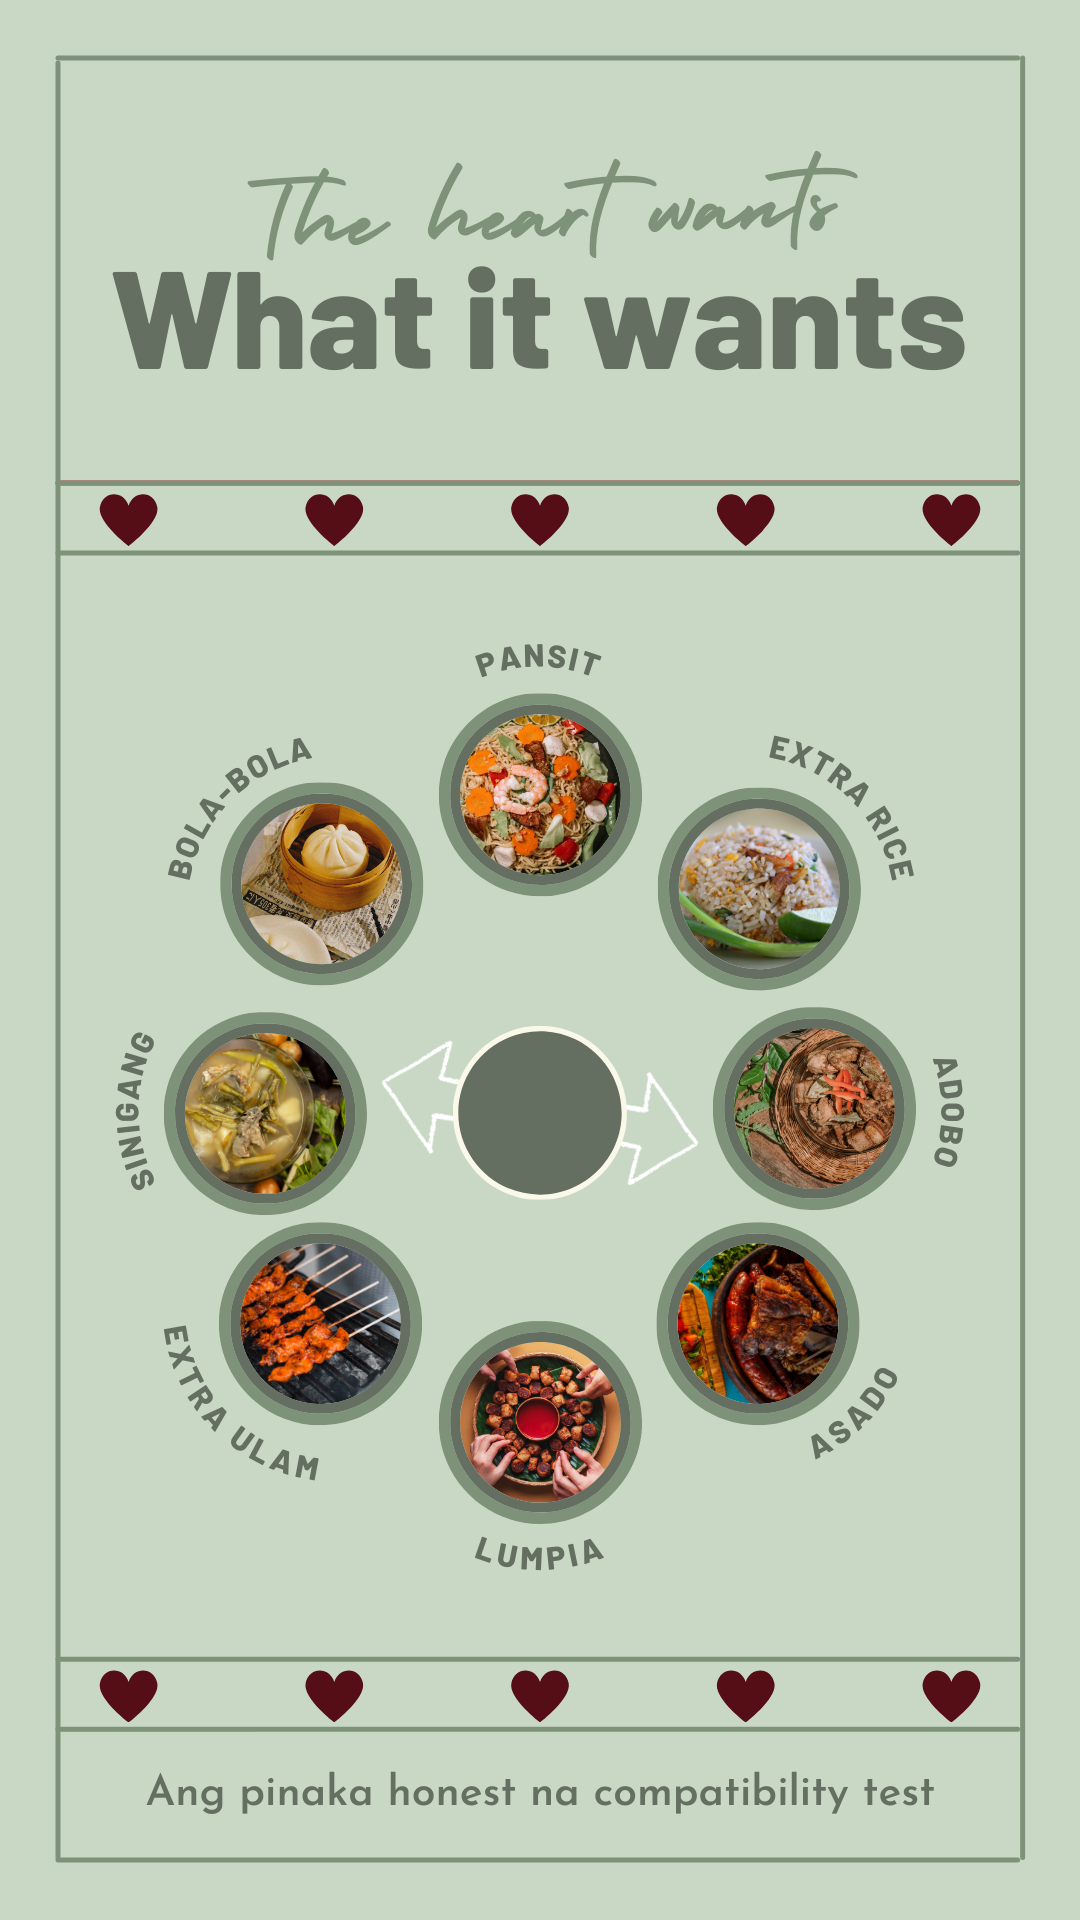 The heart wants
What it wants
PANSIT
BOLA-BOLA
EXTRA RICE
SINIGANG
ADOBO
EXTRA ULAM
ASADO
LUMPIA
Ang pinaka honest na compatibility test